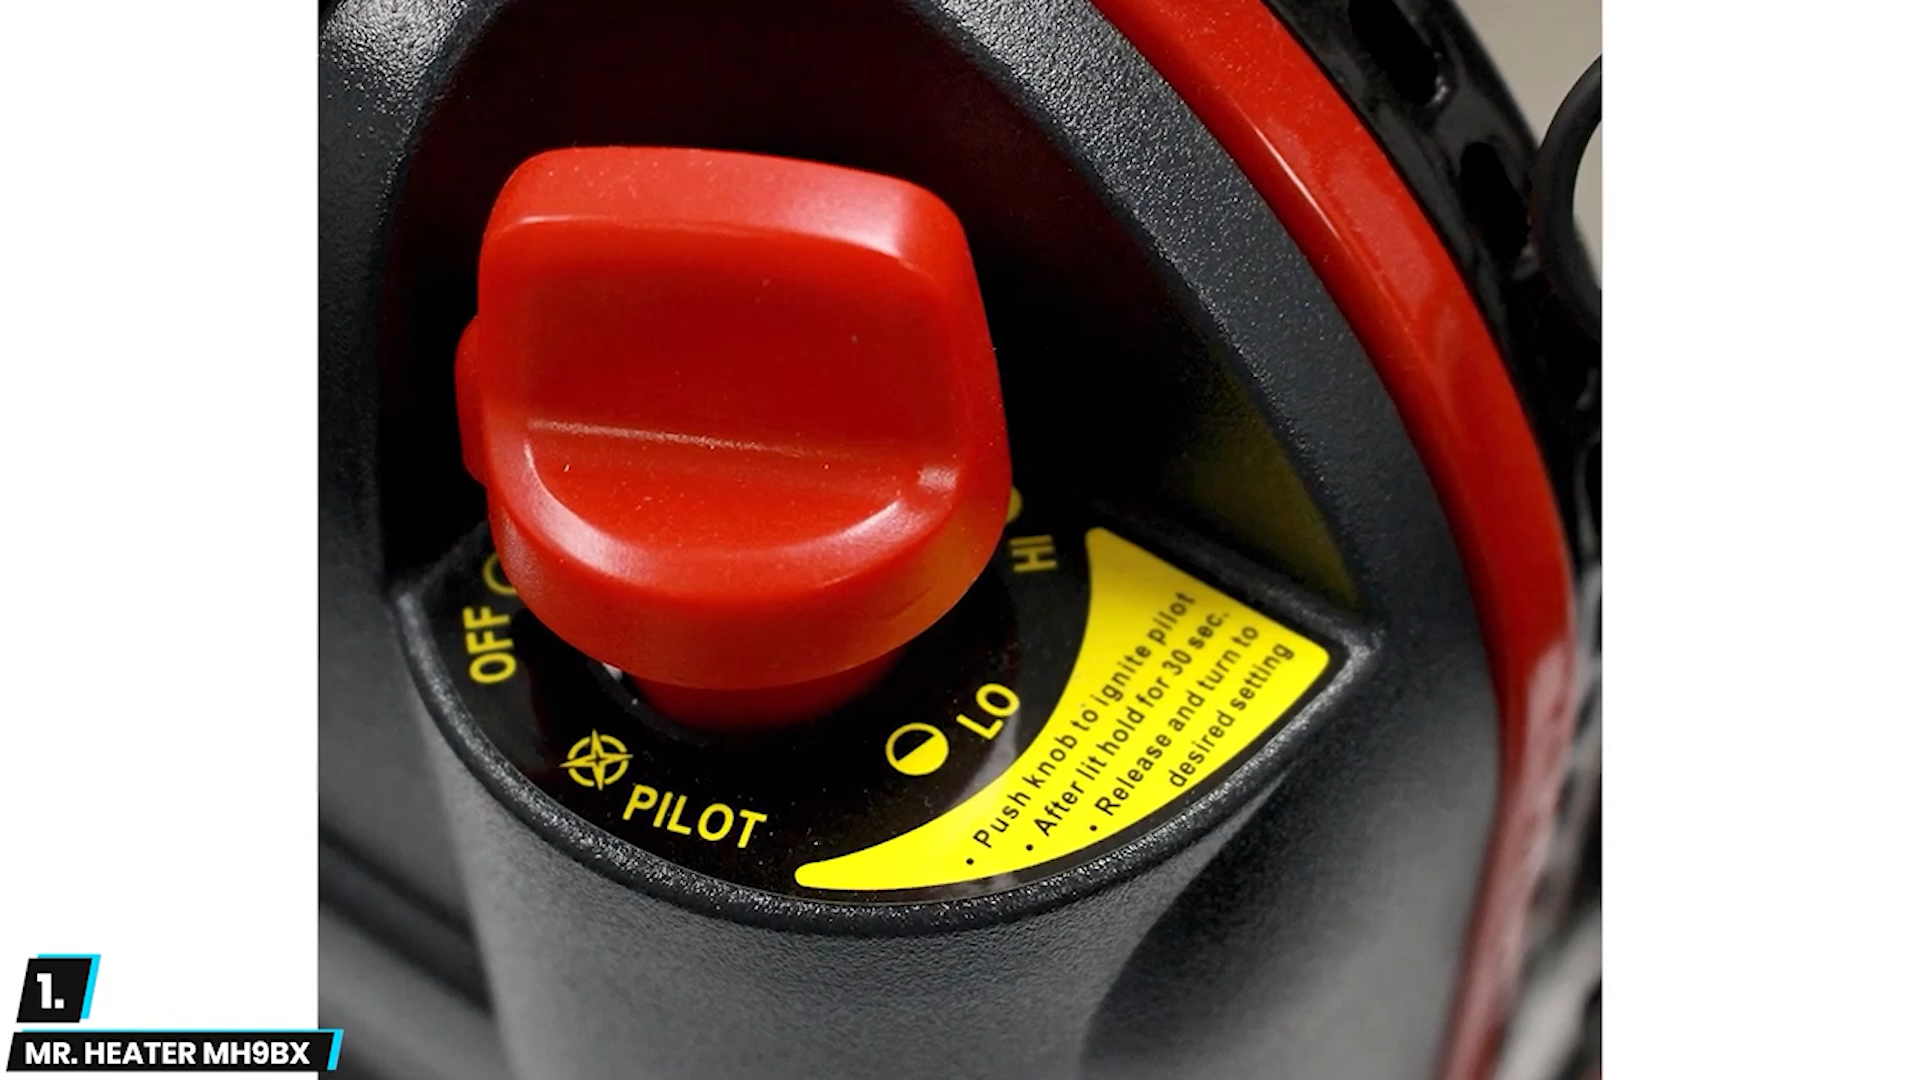 OFF
HI
LO
PILOT
• Push knob to ignite pilot
• After lit hold for 30 sec.
• Release and turn to
desired setting
1.
MR. HEATER MH9BX